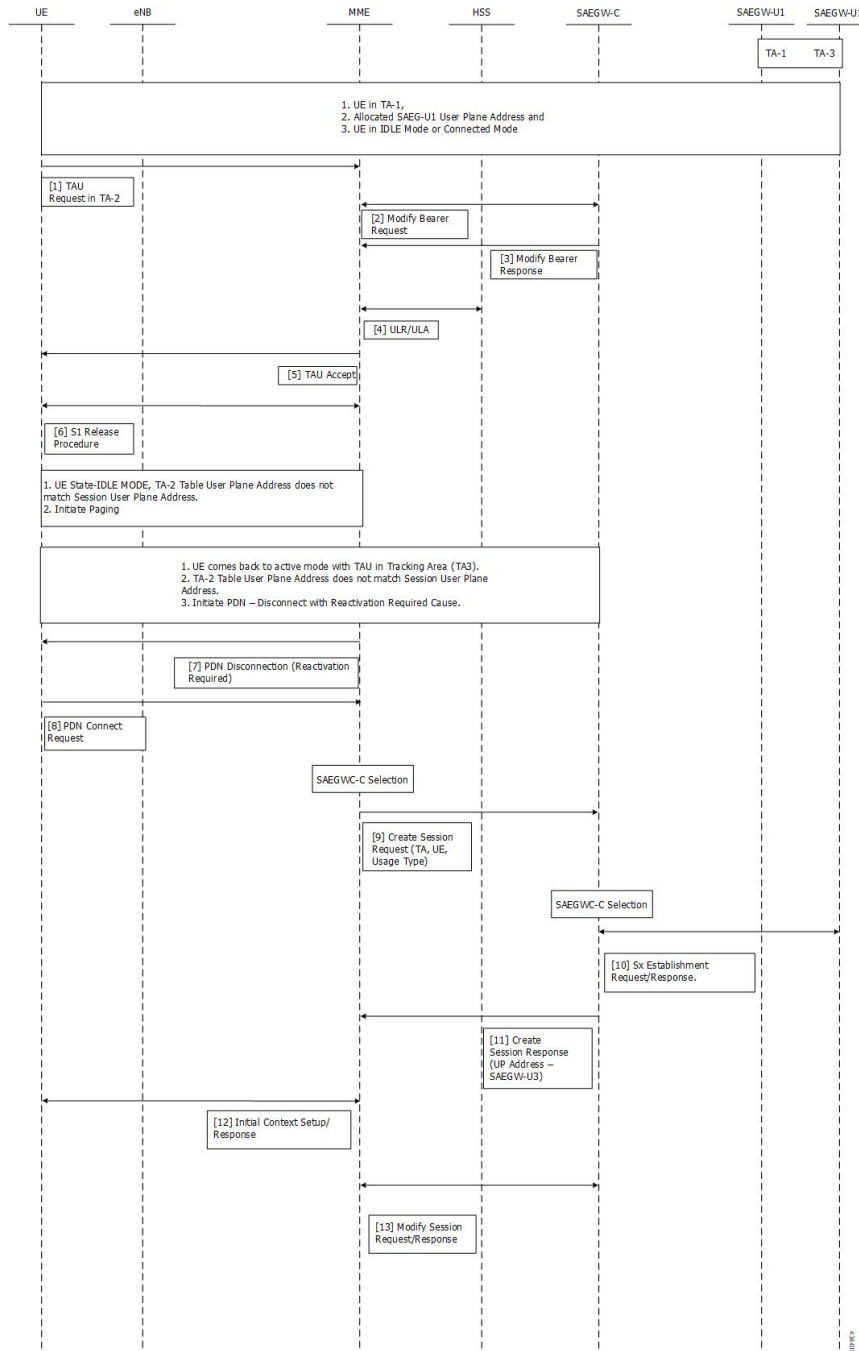 UE
eNB
MME
HSS
SAEGW-C
SAEGW-U1
SAEGW-U1
TA-1
TA-3
1. UE in TA-1,
2. Allocated SAEG-U1 User Plane Address and
3. UE in IDLE Mode or Connected Mode
[1] TAU
Request in TA-2
[2] Modify Bearer
Request
[3] Modify Bearer
Response
[4] ULR/ULA
[5] TAU Accept
[6] S1 Release
Procedure
1. UE State-IDLE MODE, TA-2 Table User Plane Address does not
match Session User Plane Address.
2. Initiate Paging
1. UE comes back to active mode with TAU in Tracking Area (TA3).
2. TA-2 Table User Plane Address does not match Session User Plane
Address.
3. Initiate PDN – Disconnect with Reactivation Required Cause.
[7] PDN Disconnection (Reactivation
Required)
[8] PDN Connect
Request
SAEGWC-C Selection
[9] Create Session
Request (TA, UE,
Usage Type)
SAEGWC-C Selection
[10] Sx Establishment
Request/Response.
[11] Create
Session Response
(UP Address –
SAEGW-U3)
[12] Initial Context Setup/
Response
[13] Modify Session
Request/Response